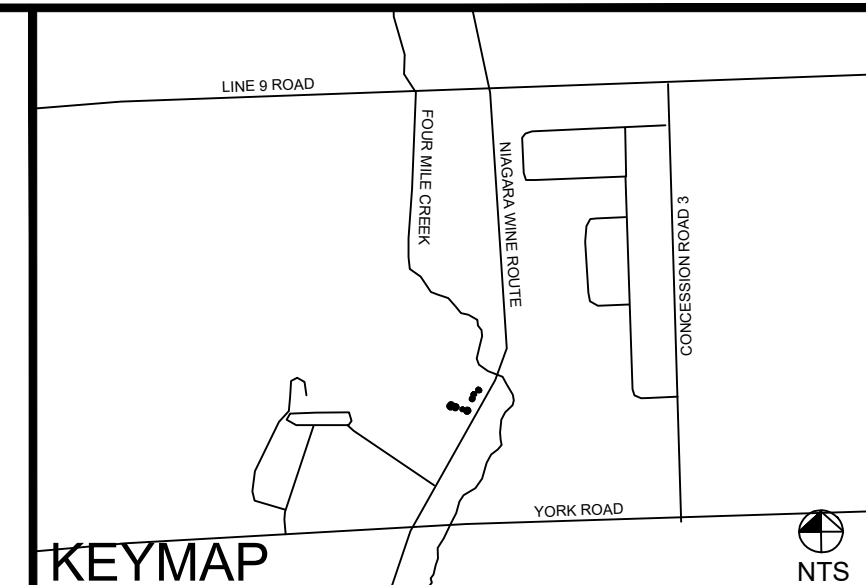 LINE 9 ROAD
FOUR MILE CREEK
NIAGARA WINE ROUTE
CONCESSION ROAD 3
YORK ROAD
KEYMAP
NTS